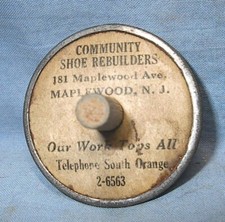 COMMUNITY
SHOE REBUILDERS
181 Maplewood Ave.
MAPLEWOOD, N. J.
Our Work Tops All
Telephone South Orange
2-6563